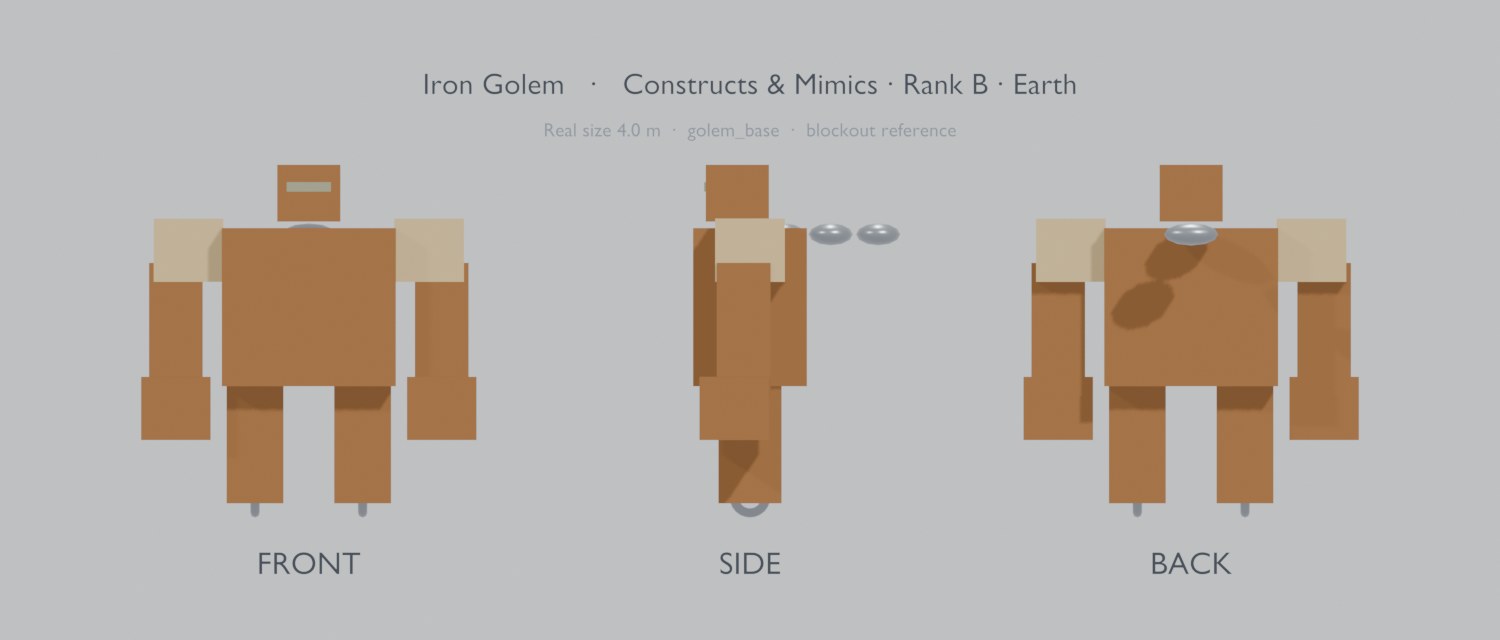 Iron Golem · Constructs & Mimics · Rank B · Earth
Real size 4.0 m · golem_base · blockout reference
FRONT
SIDE
BACK